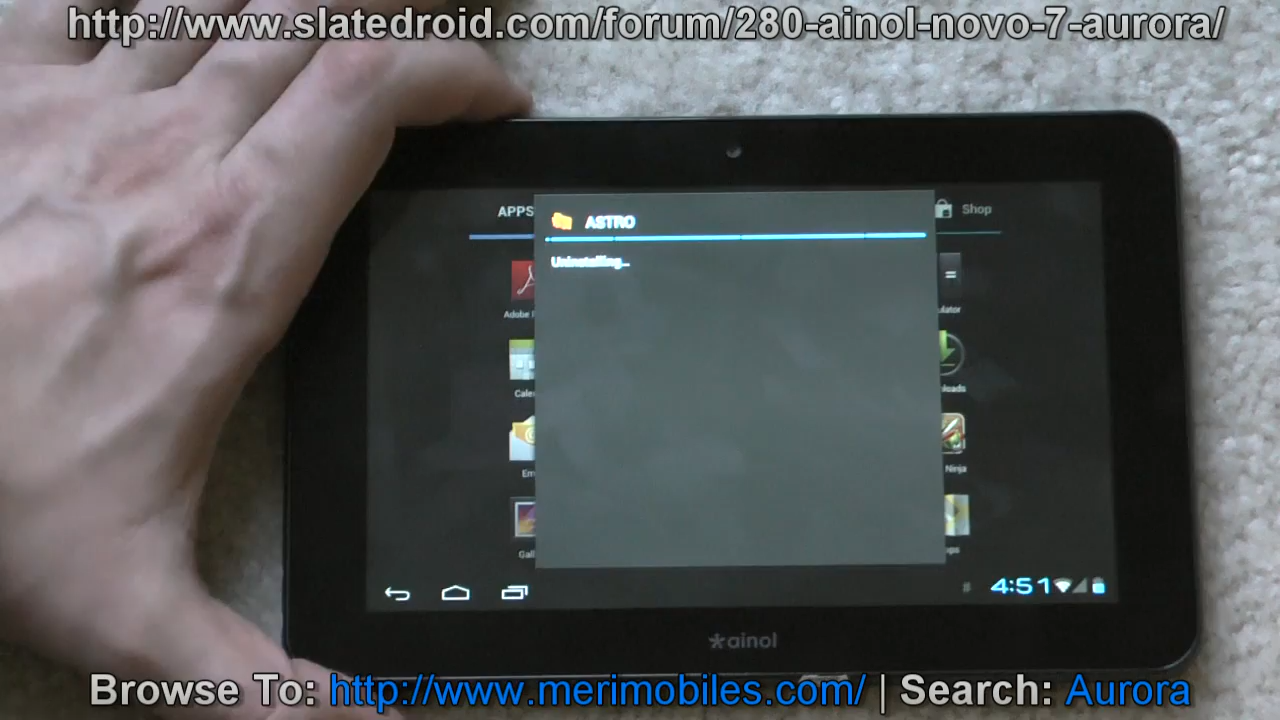 http://www.slatedroid.com/forum/280-ainol-novo-7-aurora/
APPS
ASTRO
Shop
Uninstalling...
Adobe
4:51
ainol
Ninja
Browse To: http://www.merimobiles.com/ | Search: Aurora